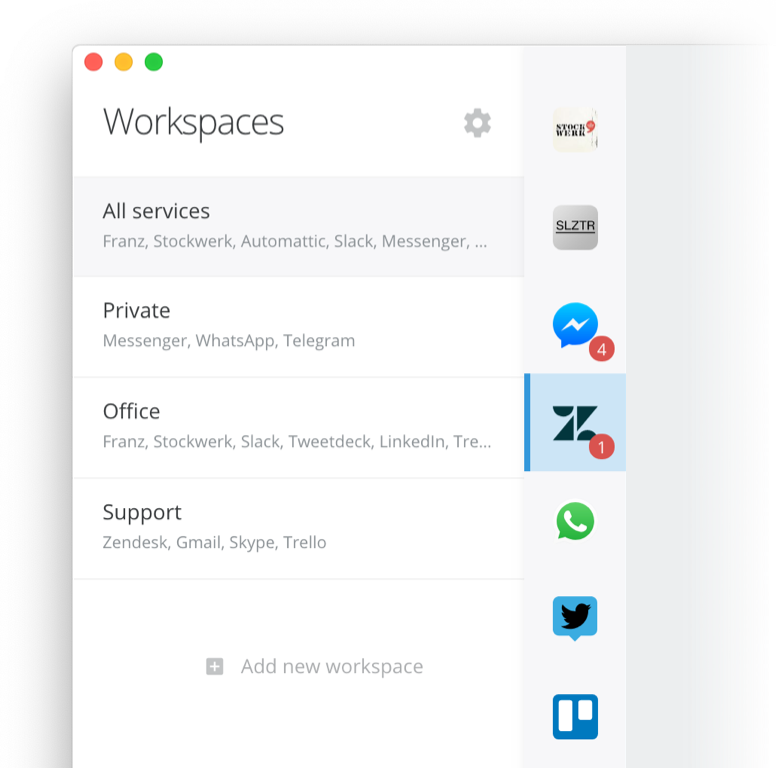 Workspaces
All services
Franz, Stockwerk, Automattic, Slack, Messenger, ...
Private
Messenger, WhatsApp, Telegram
Office
Franz, Stockwerk, Slack, Tweetdeck, LinkedIn, Tre...
Support
Zendesk, Gmail, Skype, Trello
Add new workspace
STOCK
WERK
SLZTR
4
1